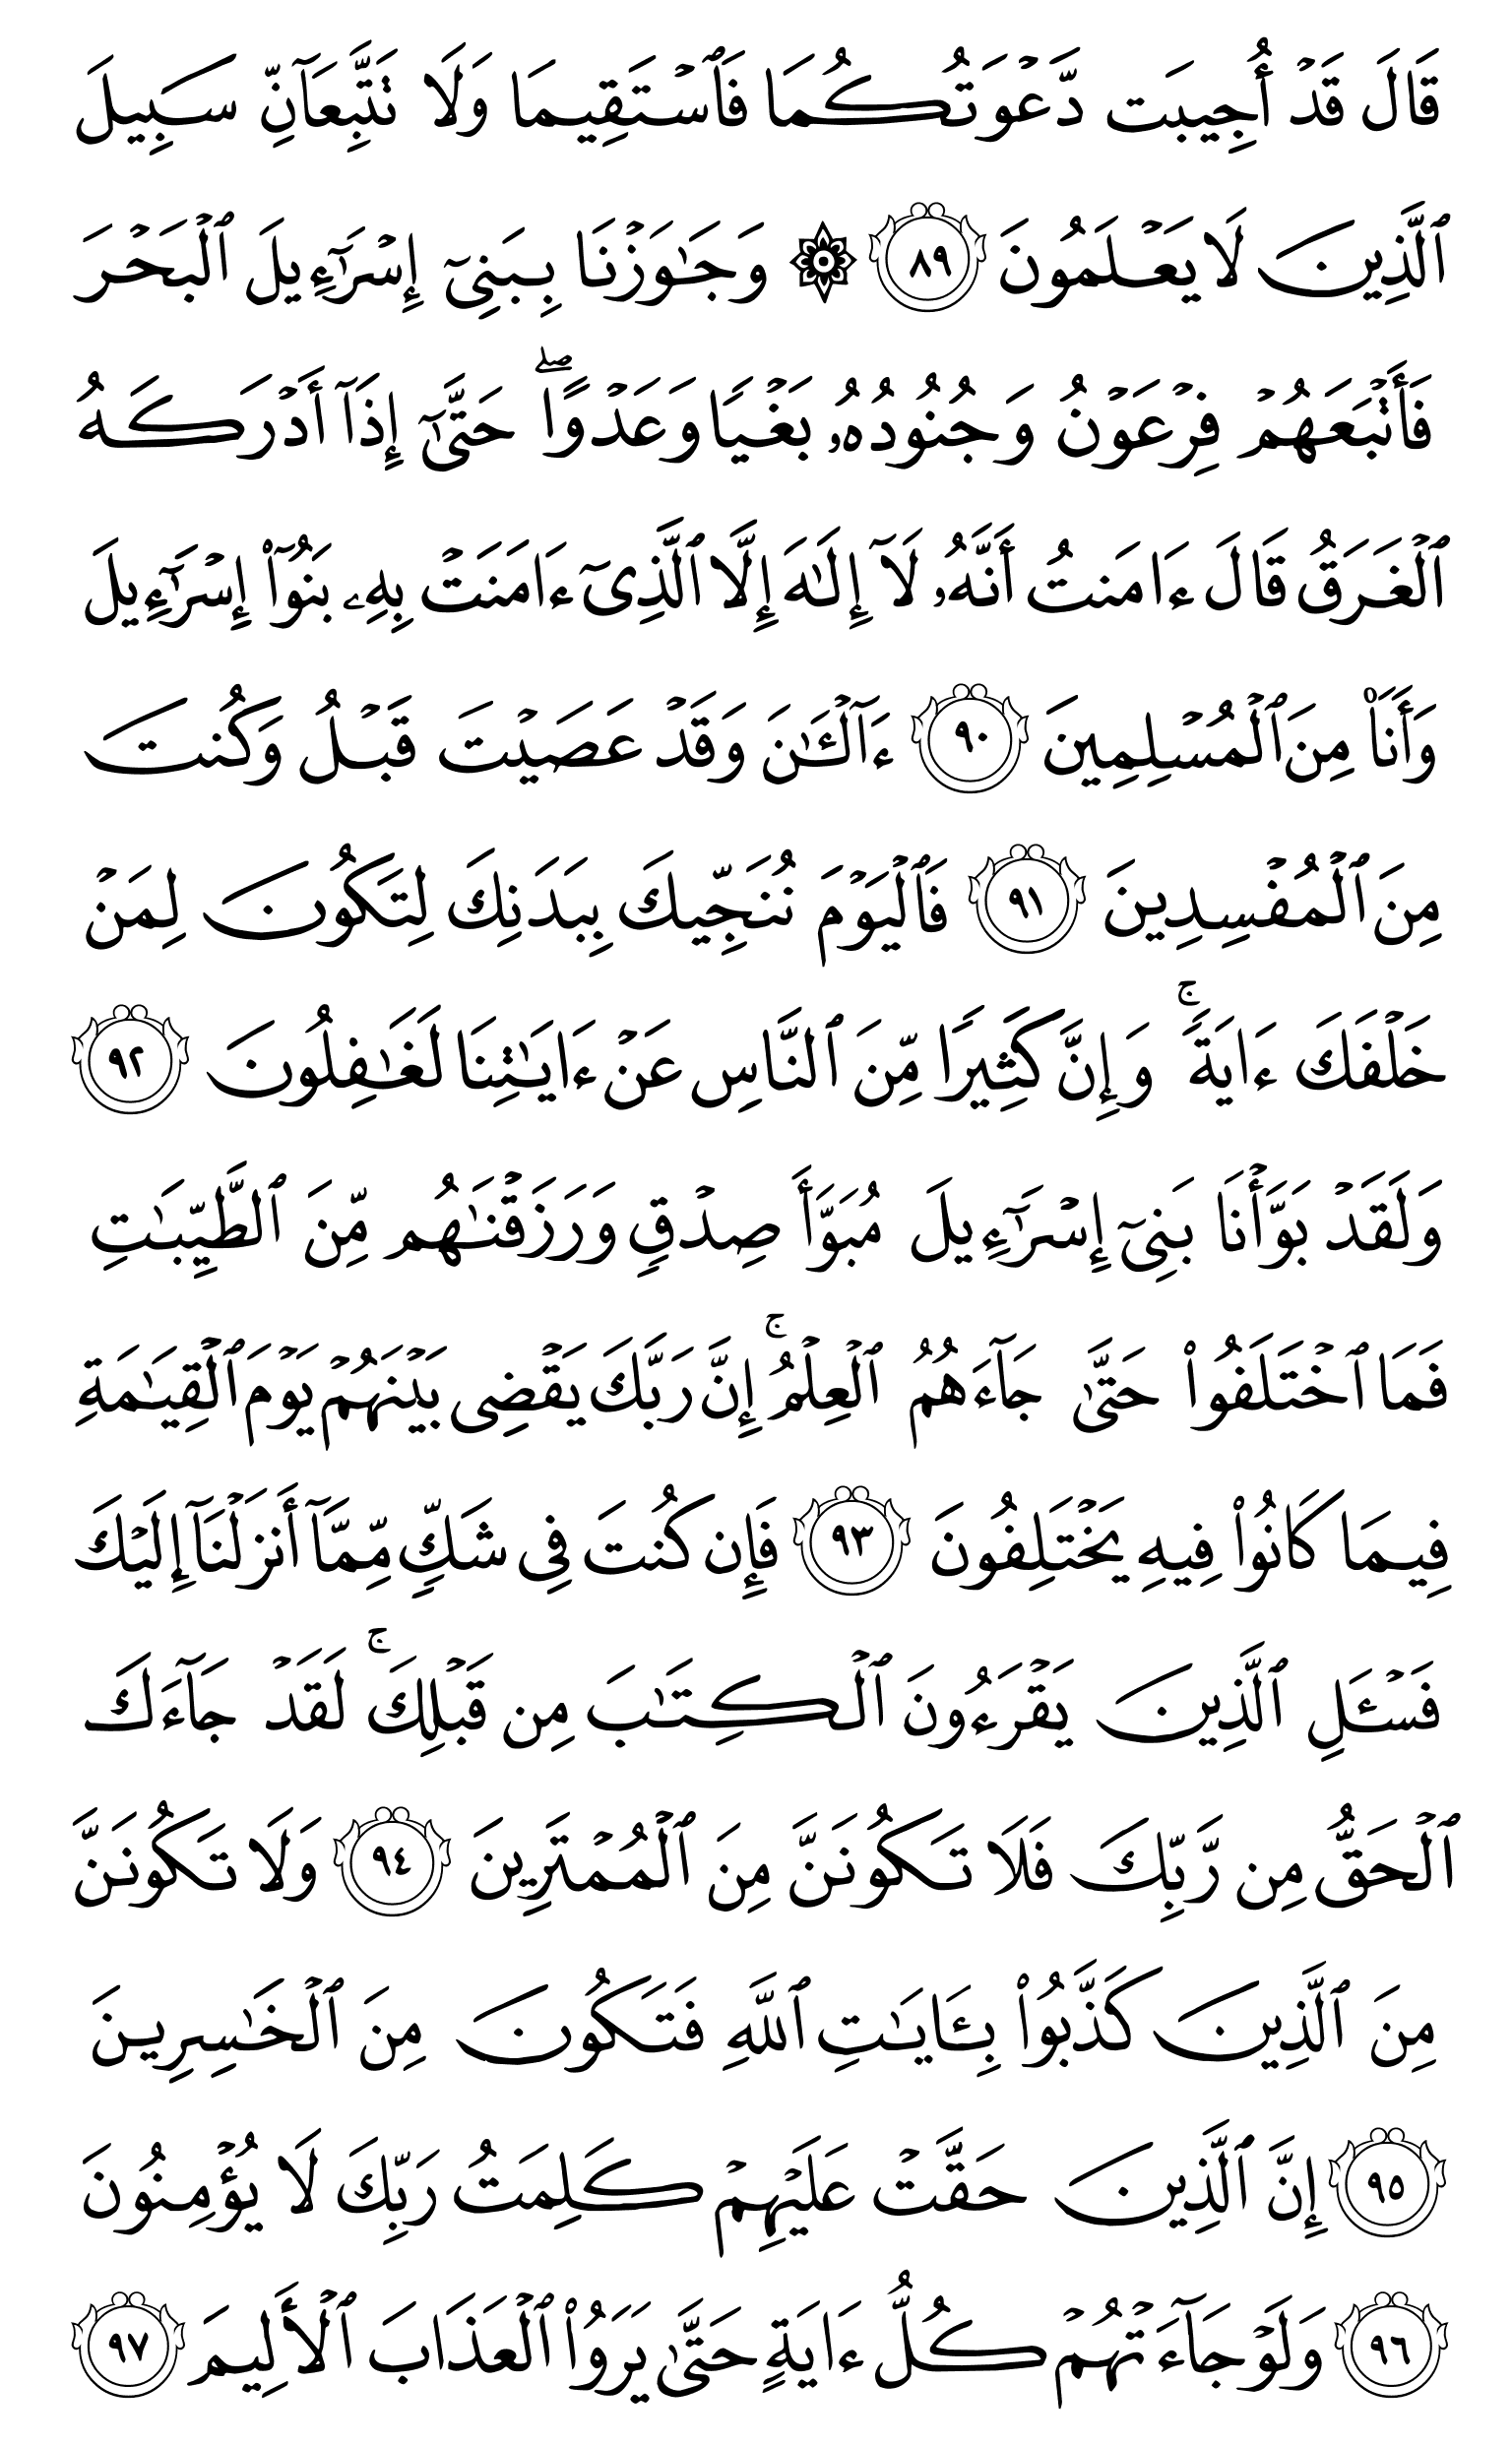 قَالَ قَدۡ أُجِيبَت دَّعۡوَتُكُمَا فَٱسۡتَقِيمَا وَلَا تَتَّبِعَآنِّ سَبِيلَ
ٱلَّذِينَ لَا يَعۡلَمُونَ ٨٩ ۞ وَجَٰوَزۡنَا بِبَنِيٓ إِسۡرَٰٓءِيلَ ٱلۡبَحۡرَ
فَأَتۡبَعَهُمۡ فِرۡعَوۡنُ وَجُنُودُهُۥ بَغۡيٗا وَعَدۡوًاۖ حَتَّىٰٓ إِذَآ أَدۡرَكَهُ
ٱلۡغَرَقُ قَالَ ءَامَنتُ أَنَّهُۥ لَآ إِلَٰهَ إِلَّا ٱلَّذِيٓ ءَامَنَتۡ بِهِۦ بَنُوٓاْ إِسۡرَٰٓءِيلَ
وَأَنَا۠ مِنَ ٱلۡمُسۡلِمِينَ ٩٠ ءَآلۡـَٰٔنَ وَقَدۡ عَصَيۡتَ قَبۡلُ وَكُنتَ
مِنَ ٱلۡمُفۡسِدِينَ ٩١ فَٱلۡيَوۡمَ نُنَجِّيكَ بِبَدَنِكَ لِتَكُونَ لِمَنۡ
خَلۡفَكَ ءَايَةٗۚ وَإِنَّ كَثِيرٗا مِّنَ ٱلنَّاسِ عَنۡ ءَايَٰتِنَا لَغَٰفِلُونَ ٩٢
وَلَقَدۡ بَوَّأۡنَا بَنِيٓ إِسۡرَٰٓءِيلَ مُبَوَّأَ صِدۡقٖ وَرَزَقۡنَٰهُم مِّنَ ٱلطَّيِّبَٰتِ
فَمَا ٱخۡتَلَفُواْ حَتَّىٰ جَآءَهُمُ ٱلۡعِلۡمُۚ إِنَّ رَبَّكَ يَقۡضِي بَيۡنَهُمۡ يَوۡمَ ٱلۡقِيَٰمَةِ
فِيمَا كَانُواْ فِيهِ يَخۡتَلِفُونَ ٩٣ فَإِن كُنتَ فِي شَكّٖ مِّمَّآ أَنزَلۡنَآ إِلَيۡكَ
فَسۡـَٔلِ ٱلَّذِينَ يَقۡرَءُونَ ٱلۡكِتَٰبَ مِن قَبۡلِكَۚ لَقَدۡ جَآءَكَ
ٱلۡحَقُّ مِن رَّبِّكَ فَلَا تَكُونَنَّ مِنَ ٱلۡمُمۡتَرِينَ ٩٤ وَلَا تَكُونَنَّ
مِنَ ٱلَّذِينَ كَذَّبُواْ بِـَٔايَٰتِ ٱللَّهِ فَتَكُونَ مِنَ ٱلۡخَٰسِرِينَ
٩٥ إِنَّ ٱلَّذِينَ حَقَّتۡ عَلَيۡهِمۡ كَلِمَتُ رَبِّكَ لَا يُؤۡمِنُونَ
٩٦ وَلَوۡ جَآءَتۡهُمۡ كُلُّ ءَايَةٍ حَتَّىٰ يَرَوُاْ ٱلۡعَذَابَ ٱلۡأَلِيمَ ٩٧